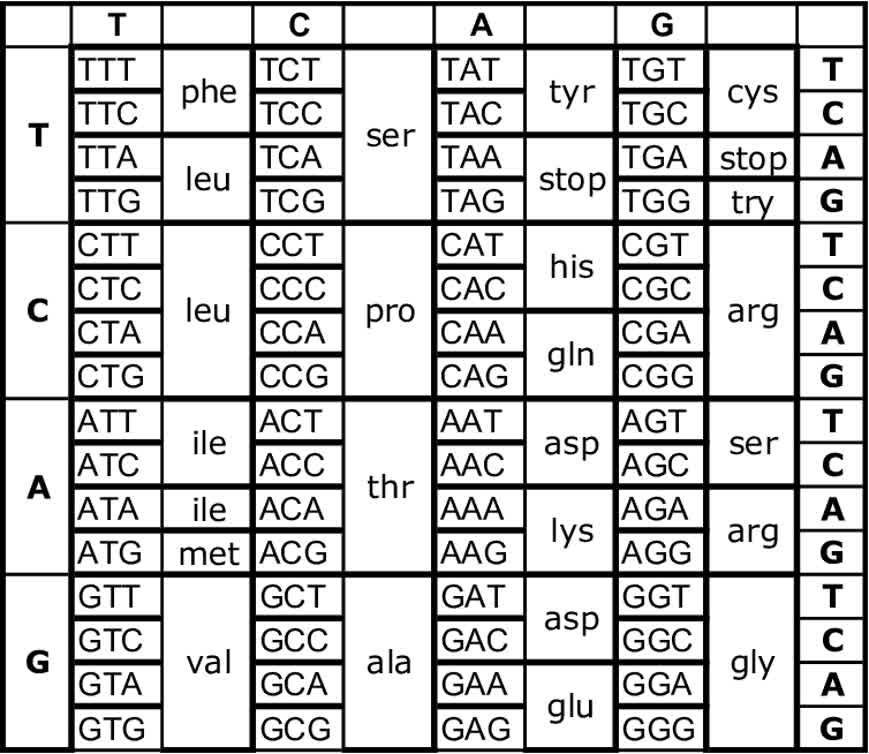 T C A G
TTT phe TCT ser TAT tyr TGT cys T
TTC TCC TAC TGC C
T
TTA leu TCA TAA stop TGA stop A
TTG TCG TAG TGG try G
CTT leu CCT pro CAT his CGT arg T
CTC CCC CAC CGC C
C
CTA CCA CAA gln CGA A
CTG CCG CAG CGG G
ATT ile ACT thr AAT asp AGT ser T
ATC ACC AAC AGC C
A
ATA ile ACA AAA lys AGA arg A
ATG met ACG AAG AGG G
GTT val GCT ala GAT asp GGT gly T
GTC GCC GAC GGC C
G
GTA GCA GAA glu GGA A
GTG GCG GAG GGG G